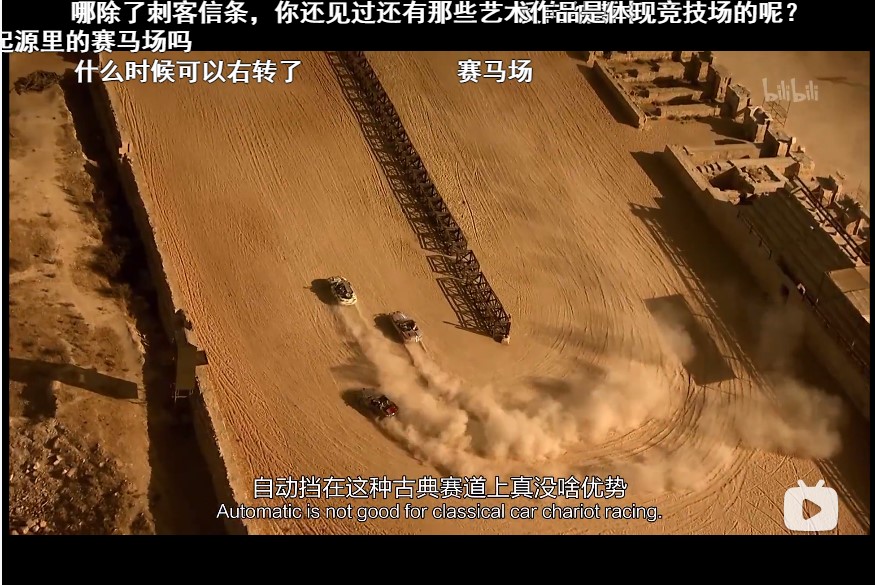 哪除了刺客信条，你还见过还有那些艺术作品是体现竞技场的呢？
起源里的赛马场吗
什么时候可以右转了
赛马场
bilibili
自动挡在这种古典赛道上真没啥优势
Automatic is not good for classical car chariot racing.